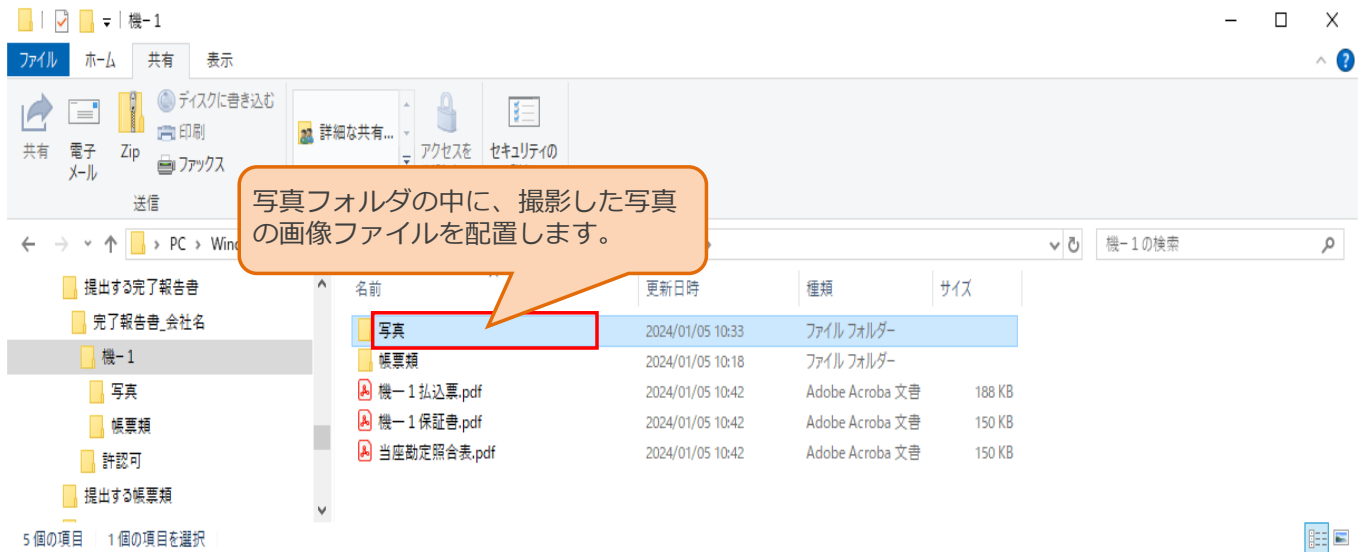 機－1
ファイル ホーム 共有 表示
ディスクに書き込む
印刷
ファックス
共有 電子メール Zip
詳細な共有...
アクセスを
セキュリティの
送信
写真フォルダの中に、撮影した写真
の画像ファイルを配置します。
PC › Wind
機－1の検索
提出する完了報告書
完了報告書_会社名
機－1
写真
帳票類
許認可
提出する帳票類
名前 更新日時 種類 サイズ
写真 2024/01/05 10:33 ファイル フォルダー
帳票類 2024/01/05 10:18 ファイル フォルダー
機ー1払込票.pdf 2024/01/05 10:42 Adobe Acroba 文書 188 KB
機ー1保証書.pdf 2024/01/05 10:42 Adobe Acroba 文書 150 KB
当座勘定照合表.pdf 2024/01/05 10:42 Adobe Acroba 文書 150 KB
5 個の項目 1 個の項目を選択